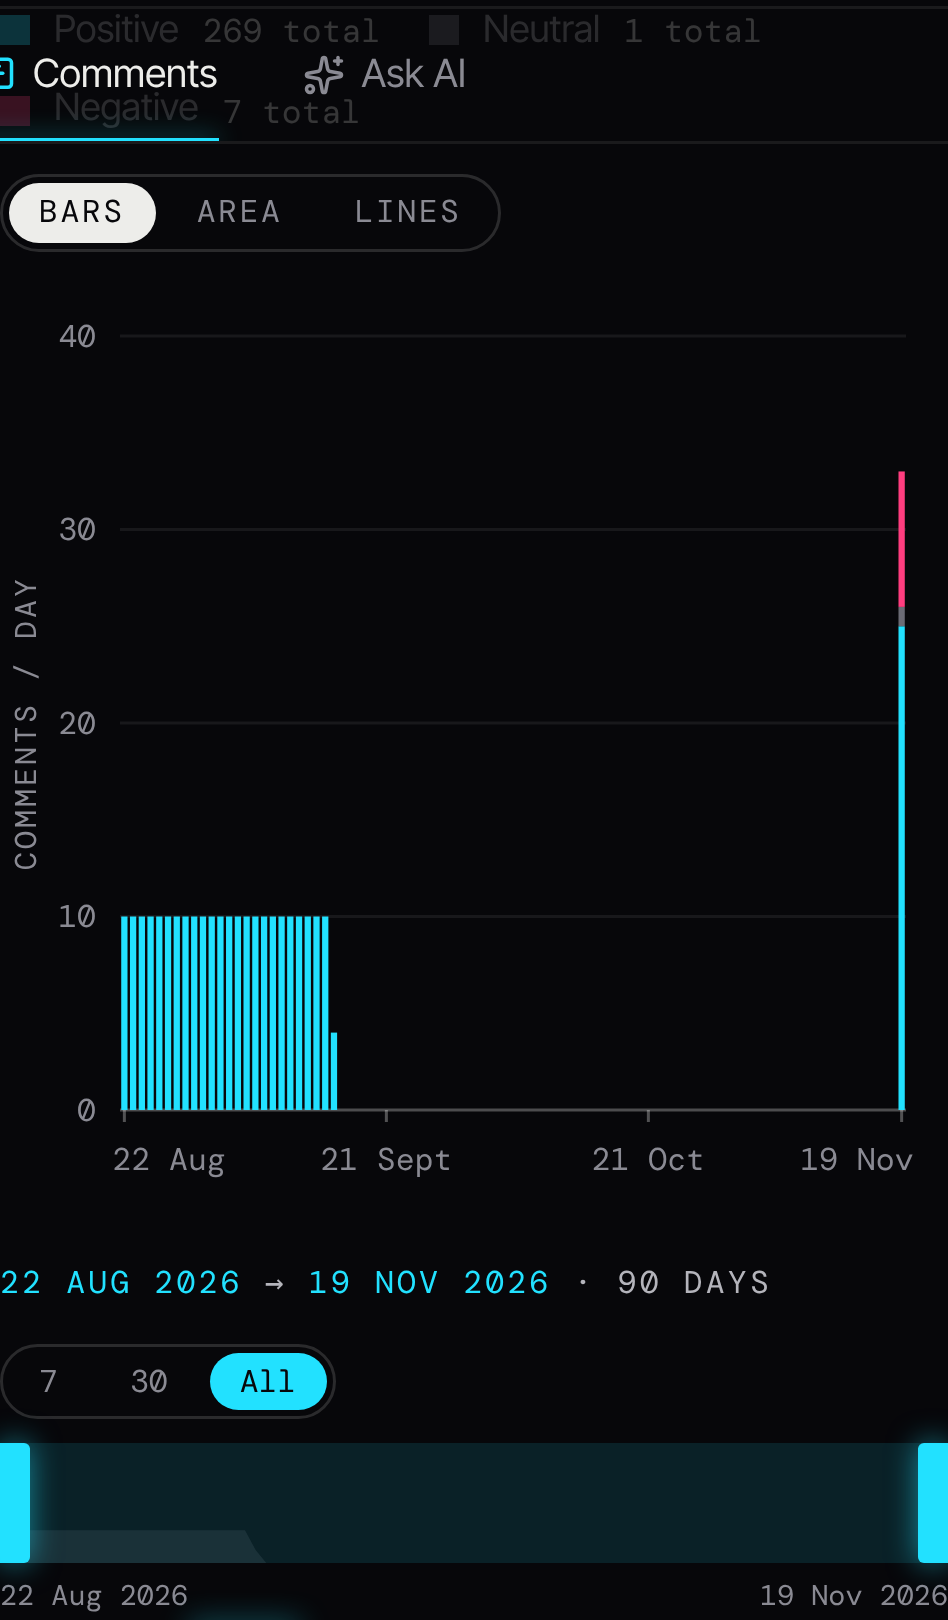 Positive 269 total Neutral 1 total
Comments Ask AI
Negative 7 total
BARS AREA LINES
40
30
20
10
0
COMMENTS / DAY
22 Aug 21 Sept 21 Oct 19 Nov
22 AUG 2026 → 19 NOV 2026 · 90 DAYS
7 30 All
22 Aug 2026 19 Nov 2026